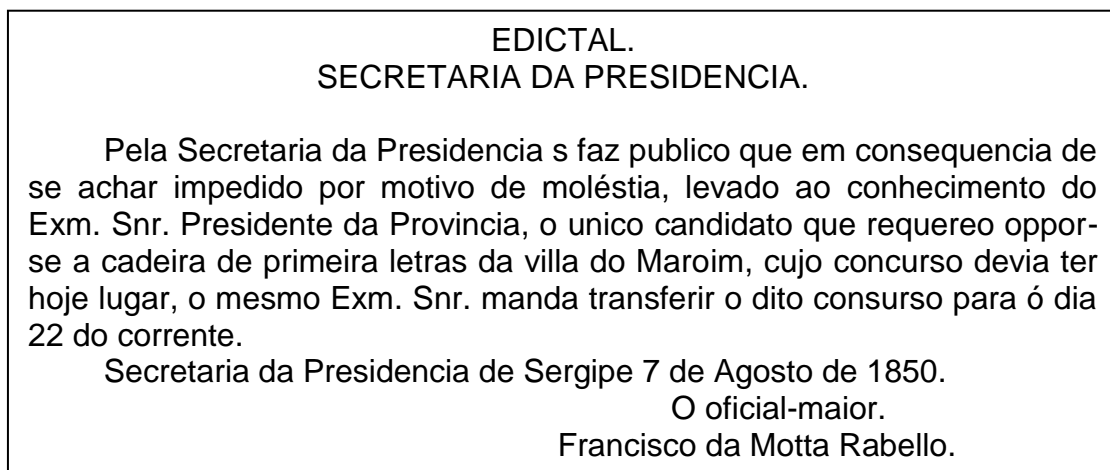 EDICTAL.
SECRETARIA DA PRESIDENCIA.
Pela Secretaria da Presidencia s faz publico que em consequencia de
se achar impedido por motivo de moléstia, levado ao conhecimento do
Exm. Snr. Presidente da Provincia, o unico candidato que requereo oppor-
se a cadeira de primeira letras da villa do Maroim, cujo concurso devia ter
hoje lugar, o mesmo Exm. Snr. manda transferir o dito consurso para ó dia
22 do corrente.
Secretaria da Presidencia de Sergipe 7 de Agosto de 1850.
O oficial-maior.
Francisco da Motta Rabello.